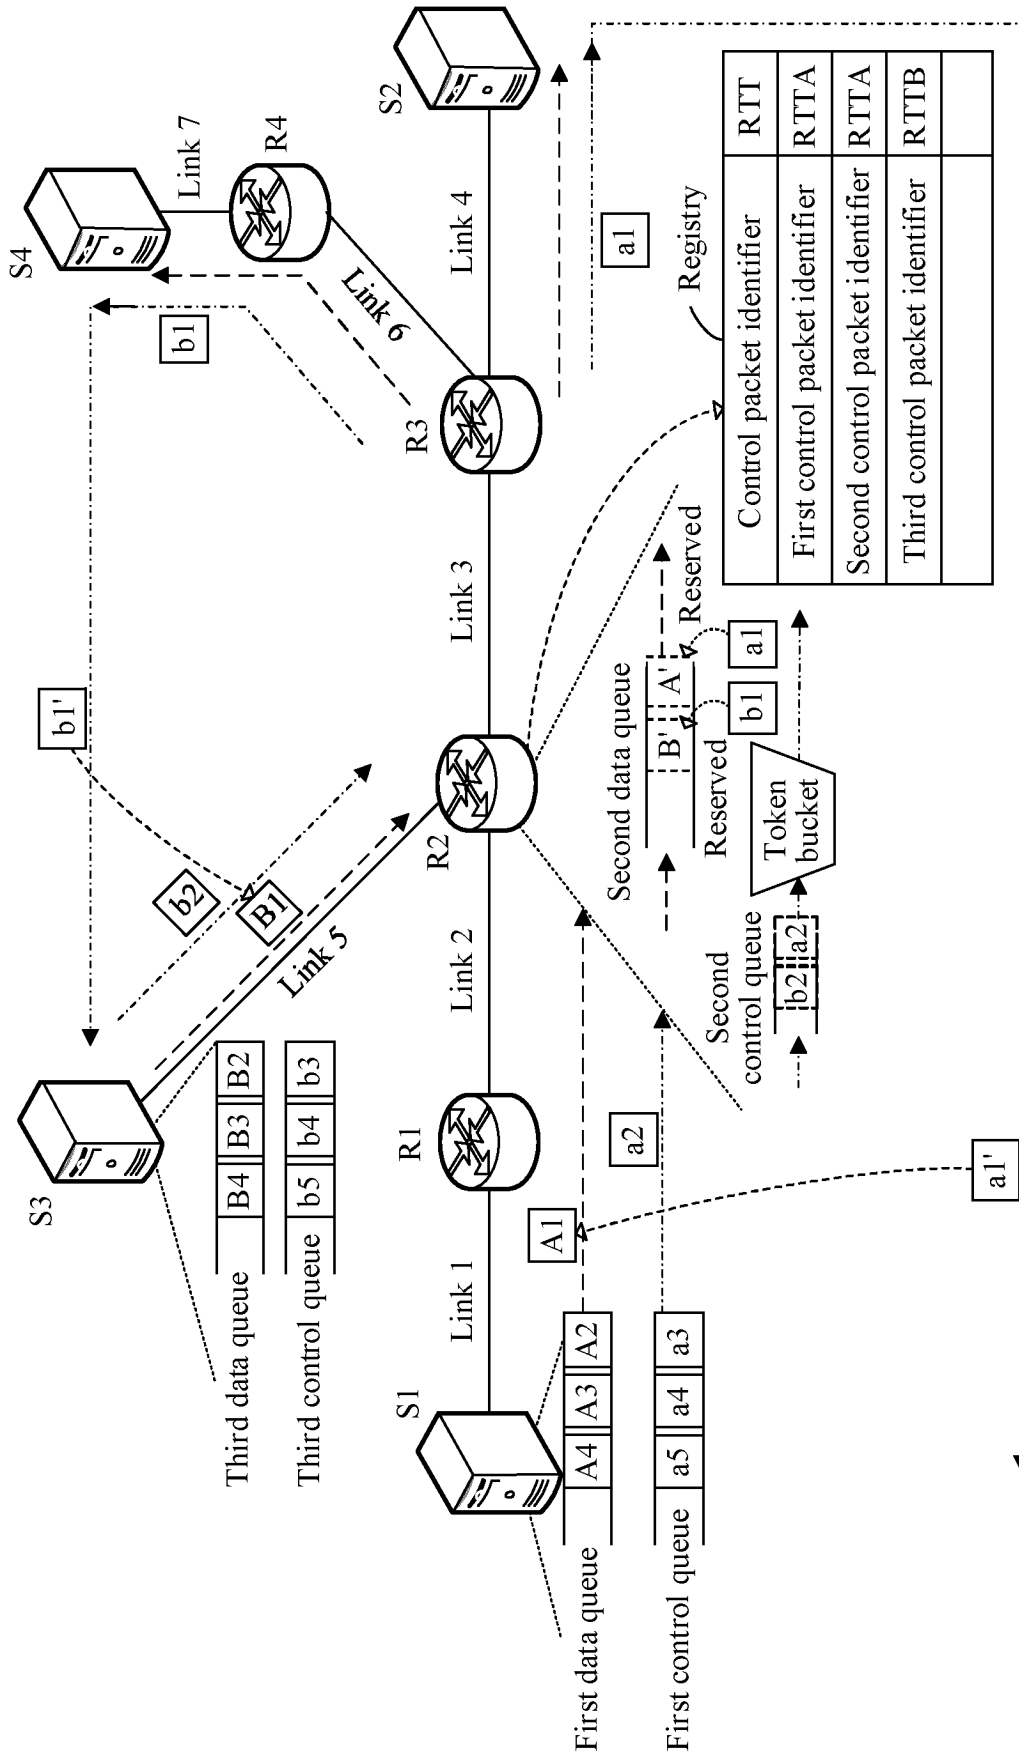 S3
S4
b1'
b1
Link 7
R4
b2
B1
Link 5
Link 6
Third data queue
B4
B3
B2
Third control queue
b5
b4
b3
S1
R1
R2
R3
S2
Link 1
Link 2
Link 3
Link 4
A1
First data queue
A4
A3
A2
a2
First control queue
a5
a4
a3
Second data queue
B'
A'
Reserved
Reserved
b1
a1
a1
Second
control queue
b2
a2
Token
bucket
Registry
Control packet identifier
RTT
First control packet identifier
RTTA
Second control packet identifier
RTTA
Third control packet identifier
RTTB
a1'